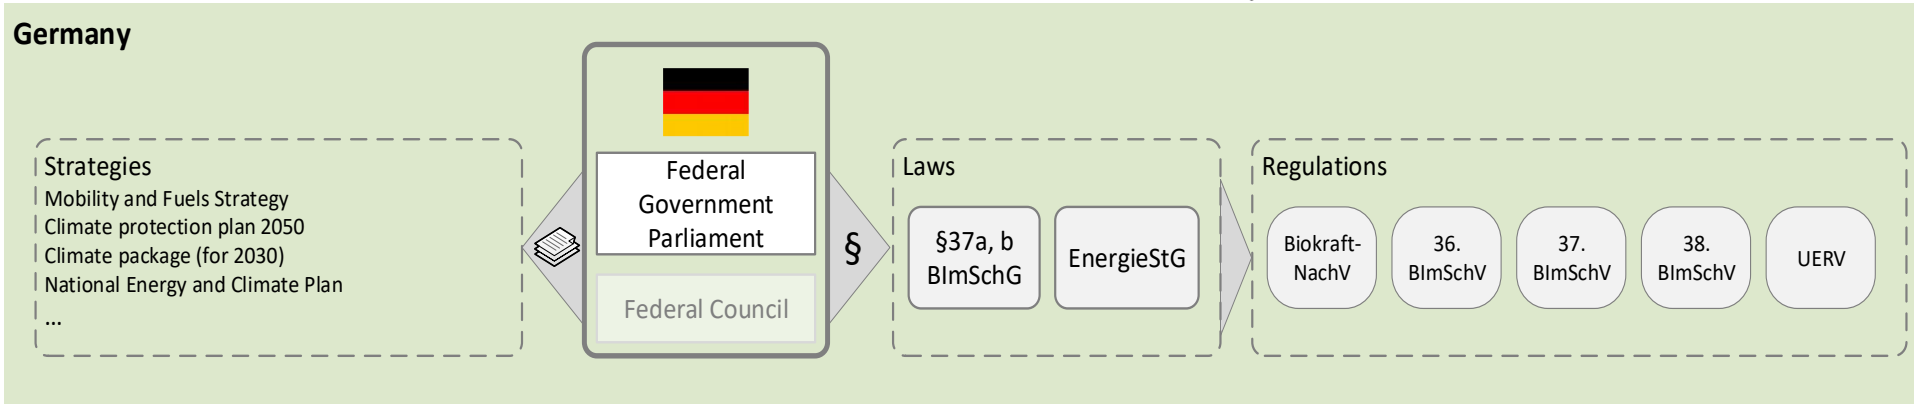 Germany
Strategies
Mobility and Fuels Strategy
Climate protection plan 2050
Climate package (for 2030)
National Energy and Climate Plan
...
Federal
Government
Parliament
Federal Council
§
Laws
§37a, b
BImSchG
EnergieStG
Regulations
Biokraft-
NachV
36.
BImSchV
37.
BImSchV
38.
BImSchV
UERV